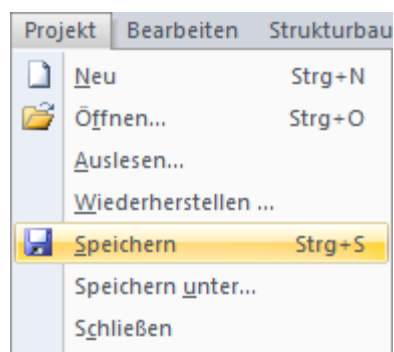 Projekt Bearbeiten Strukturbau
Neu Strg+N
Öffnen... Strg+O
Auslesen...
Wiederherstellen ...
Speichern Strg+S
Speichern unter...
Schließen